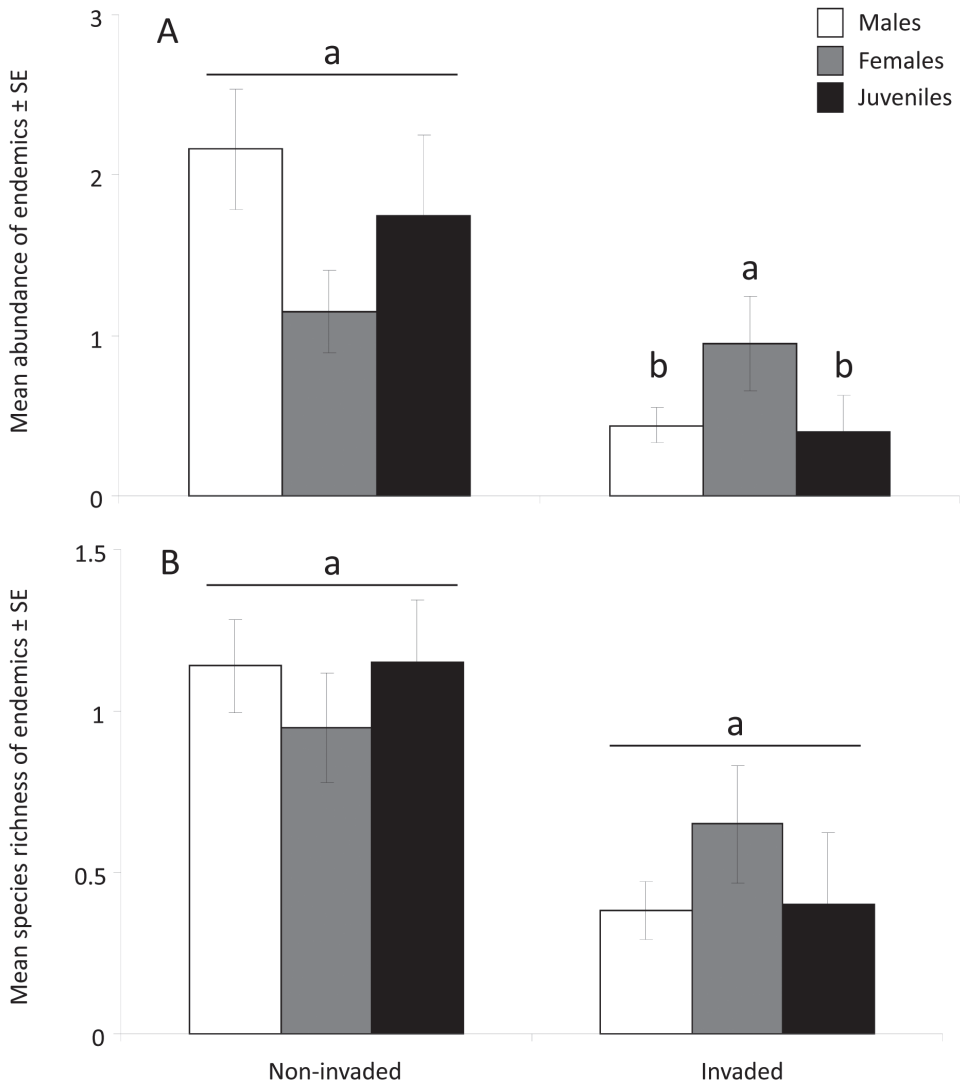 A
Males
Females
Juveniles
Mean abundance of endemics ± SE
3
2
1
0
a
b
a
b
B
Mean species richness of endemics ± SE
1.5
1
0.5
0
a
a
Non-invaded
Invaded